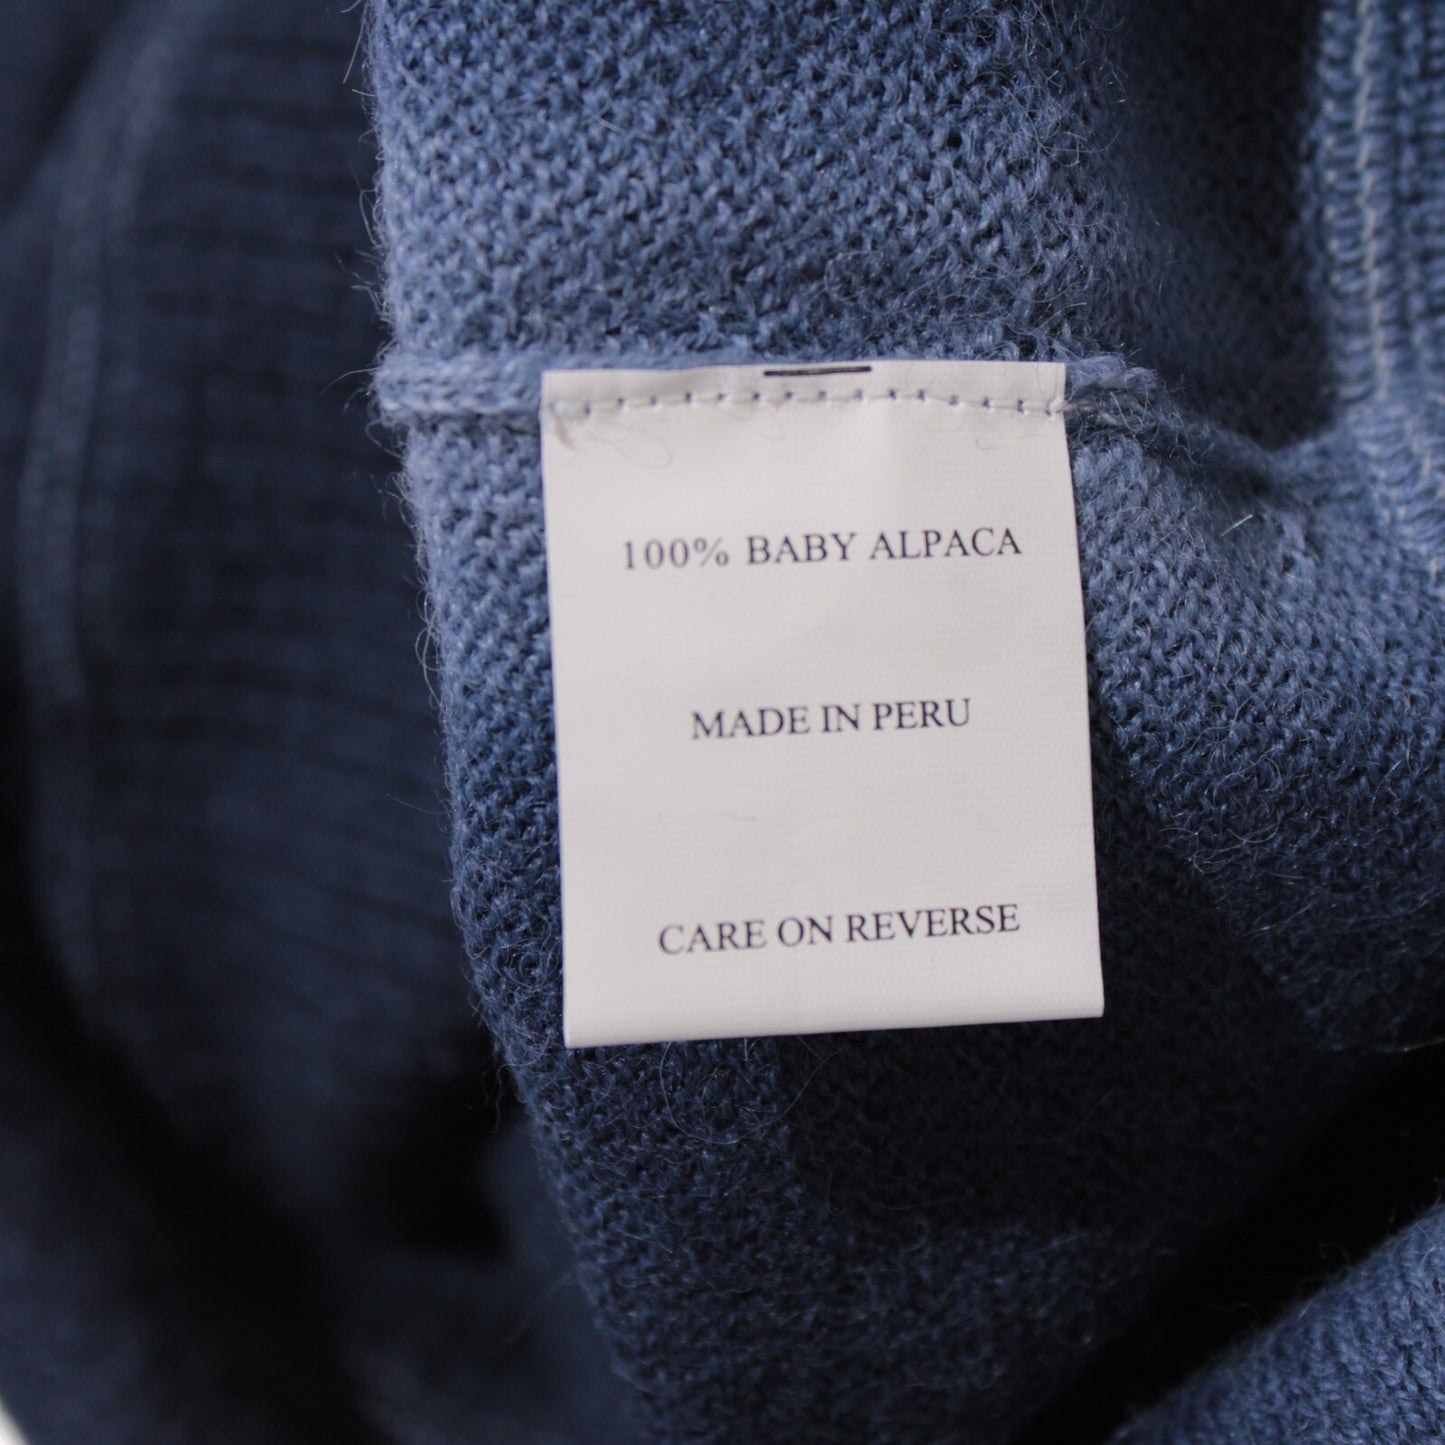 100% BABY ALPACA
MADE IN PERU
CARE ON REVERSE